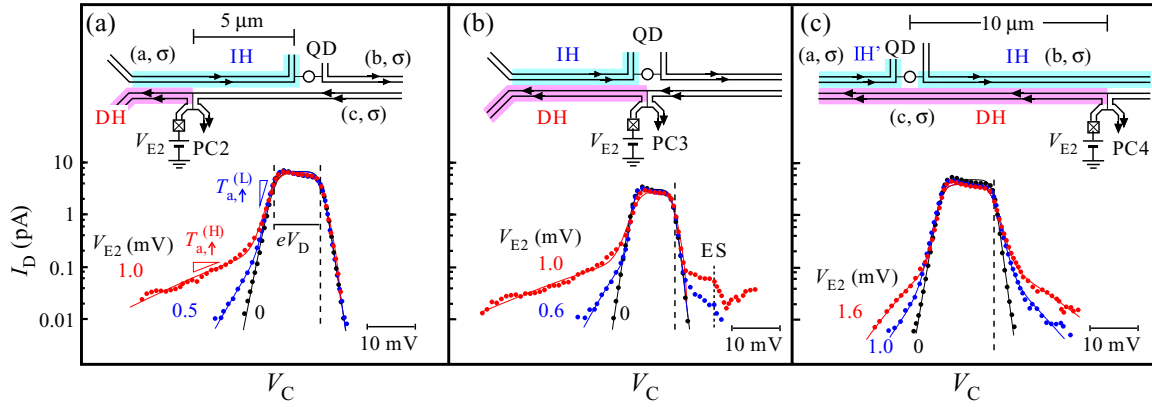 (a)
5 μm
IH
QD
(a, σ)
(b, σ)
DH
(c, σ)
V_E2
PC2
T_a,↑^(L)
T_a,↑^(H)
eV_D
V_E2 (mV)
1.0
0.5
0
10 mV
V_C
I_D (pA)
10
1
0.1
0.01
(b)
QD
IH
DH
V_E2
PC3
V_E2 (mV)
1.0
0.6
0
ES
10 mV
V_C
(c)
10 μm
(a, σ)
QD
IH'
IH
(b, σ)
(c, σ)
DH
V_E2
PC4
V_E2 (mV)
1.6
1.0
0
10 mV
V_C